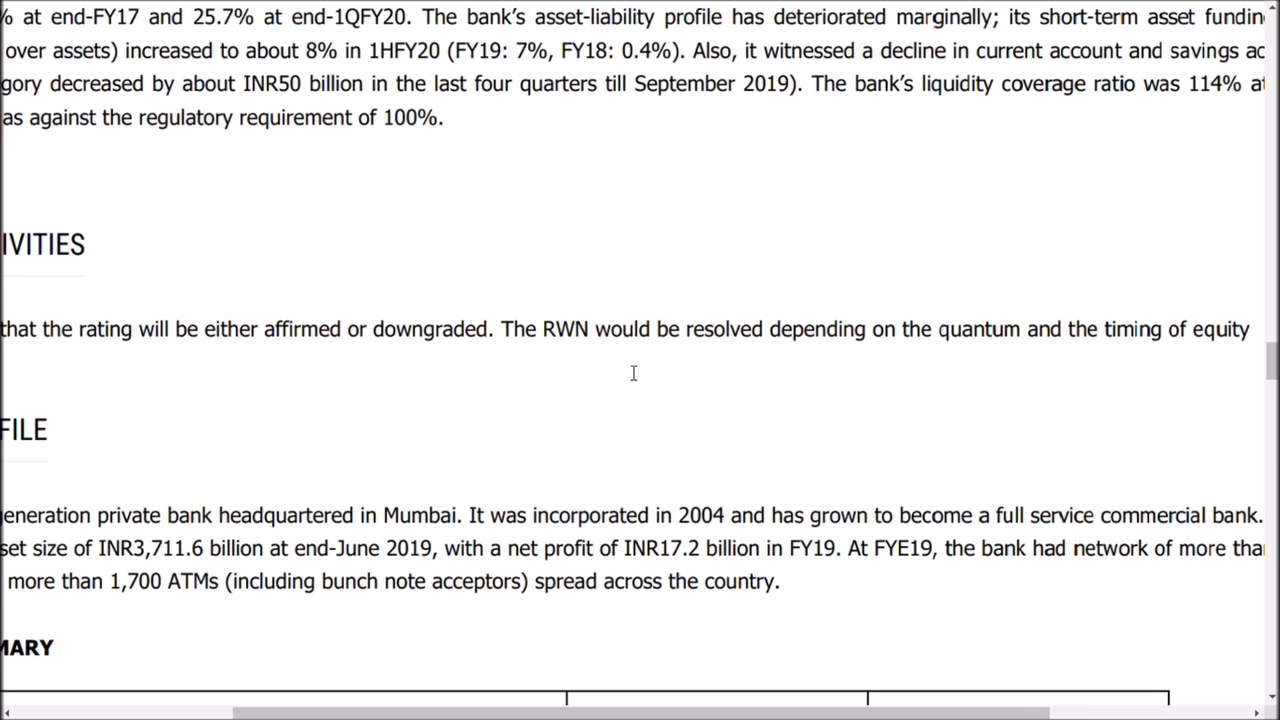 % at end-FY17 and 25.7% at end-1QFY20. The bank's asset-liability profile has deteriorated marginally; its short-term asset fundin
over assets) increased to about 8% in 1HFY20 (FY19: 7%, FY18: 0.4%). Also, it witnessed a decline in current account and savings ac
gory decreased by about INR50 billion in the last four quarters till September 2019). The bank's liquidity coverage ratio was 114% at
as against the regulatory requirement of 100%.
IVITIES
that the rating will be either affirmed or downgraded. The RWN would be resolved depending on the quantum and the timing of equity
FILE
generation private bank headquartered in Mumbai. It was incorporated in 2004 and has grown to become a full service commercial bank.
set size of INR3,711.6 billion at end-June 2019, with a net profit of INR17.2 billion in FY19. At FYE19, the bank had network of more than
more than 1,700 ATMs (including bunch note acceptors) spread across the country.
MARY